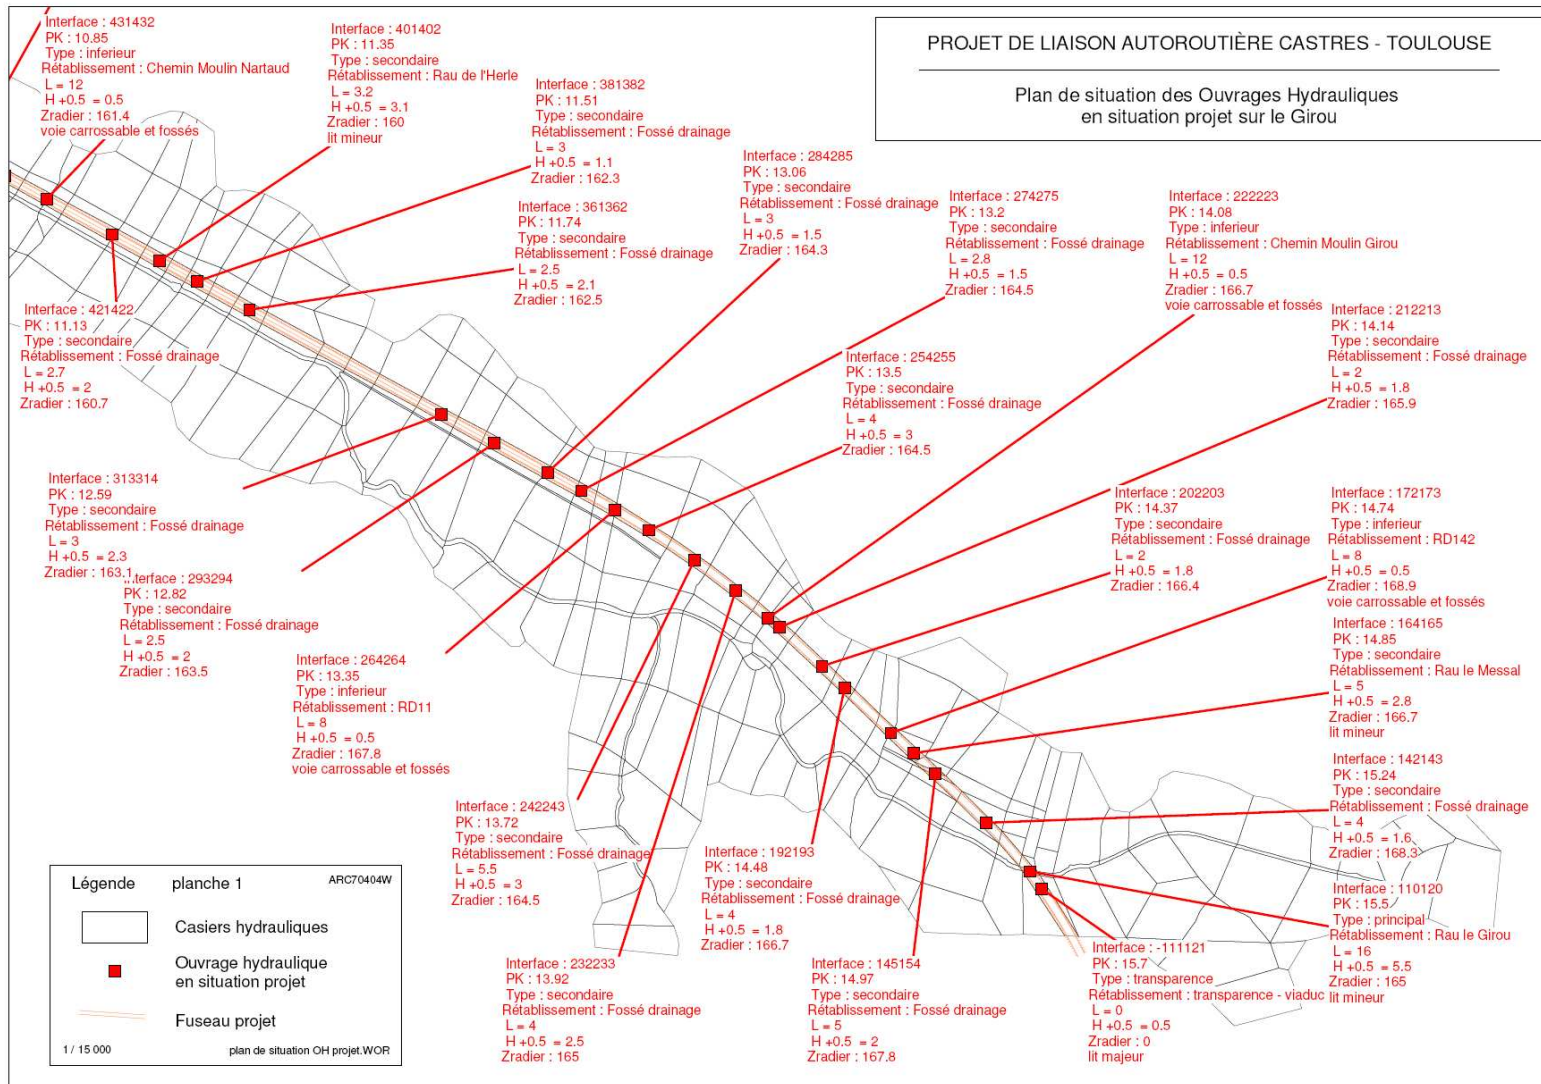 PROJET DE LIAISON AUTOROUTIÈRE CASTRES - TOULOUSE
Plan de situation des Ouvrages Hydrauliques
en situation projet sur le Girou
Interface : 431432
PK : 10.85
Type : inferieur
Rétablissement : Chemin Moulin Nartaud
L = 12
H +0.5 = 0.5
Zradier : 161.4
voie carrossable et fossés
Interface : 401402
PK : 11.35
Type : secondaire
Rétablissement : Rau de l'Herle
L = 3.2
H +0.5 = 3.1
Zradier : 160
lit mineur
Interface : 381382
PK : 11.51
Type : secondaire
Rétablissement : Fossé drainage
L = 3
H +0.5 = 1.1
Zradier : 162.3
Interface : 361362
PK : 11.74
Type : secondaire
Rétablissement : Fossé drainage
L = 2.5
H +0.5 = 2.1
Zradier : 162.5
Interface : 284285
PK : 13.06
Type : secondaire
Rétablissement : Fossé drainage
L = 3
H +0.5 = 1.5
Zradier : 164.3
Interface : 274275
PK : 13.2
Type : secondaire
Rétablissement : Fossé drainage
L = 2.8
H +0.5 = 1.5
Zradier : 164.5
Interface : 222223
PK : 14.08
Type : inferieur
Rétablissement : Chemin Moulin Girou
L = 12
H +0.5 = 0.5
Zradier : 166.7
voie carrossable et fossés
Interface : 212213
PK : 14.14
Type : secondaire
Rétablissement : Fossé drainage
L = 2
H +0.5 = 1.8
Zradier : 165.9
Interface : 421422
PK : 11.13
Type : secondaire
Rétablissement : Fossé drainage
L = 2.7
H +0.5 = 2
Zradier : 160.7
Interface : 254255
PK : 13.5
Type : secondaire
Rétablissement : Fossé drainage
L = 4
H +0.5 = 3
Zradier : 164.5
Interface : 313314
PK : 12.59
Type : secondaire
Rétablissement : Fossé drainage
L = 3
H +0.5 = 2.3
Zradier : 163.1
Interface : 293294
PK : 12.82
Type : secondaire
Rétablissement : Fossé drainage
L = 2.5
H +0.5 = 2
Zradier : 163.5
Interface : 202203
PK : 14.37
Type : secondaire
Rétablissement : Fossé drainage
L = 2
H +0.5 = 1.8
Zradier : 166.4
Interface : 172173
PK : 14.74
Type : inferieur
Rétablissement : RD142
L = 8
H +0.5 = 0.5
Zradier : 168.9
voie carrossable et fossés
Interface : 164165
PK : 14.85
Type : secondaire
Rétablissement : Rau le Messal
L = 5
H +0.5 = 2.8
Zradier : 166.7
lit mineur
Interface : 264264
PK : 13.35
Type : inferieur
Rétablissement : RD11
L = 8
H +0.5 = 0.5
Zradier : 167.8
voie carrossable et fossés
Interface : 142143
PK : 15.24
Type : secondaire
Rétablissement : Fossé drainage
L = 4
H +0.5 = 1.6
Zradier : 168.3
Interface : 242243
PK : 13.72
Type : secondaire
Rétablissement : Fossé drainage
L = 5.5
H +0.5 = 3
Zradier : 164.5
Interface : 192193
PK : 14.48
Type : secondaire
Rétablissement : Fossé drainage
L = 4
H +0.5 = 1.8
Zradier : 166.7
Interface : 110120
PK : 15.5
Type : principal
Rétablissement : Rau le Girou
L = 16
H +0.5 = 5.5
Zradier : 165
lit mineur
Interface : 232233
PK : 13.92
Type : secondaire
Rétablissement : Fossé drainage
L = 4
H +0.5 = 2.5
Zradier : 165
Interface : 145154
PK : 14.97
Type : secondaire
Rétablissement : Fossé drainage
L = 5
H +0.5 = 2
Zradier : 167.8
Interface : -111121
PK : 15.7
Type : transparence
Rétablissement : transparence - viaduc
L = 0
H +0.5 = 0.5
Zradier : 0
lit majeur
Légende planche 1 ARC70404W
Casiers hydrauliques
Ouvrage hydraulique
en situation projet
Fuseau projet
1 / 15 000 plan de situation OH projet.WOR